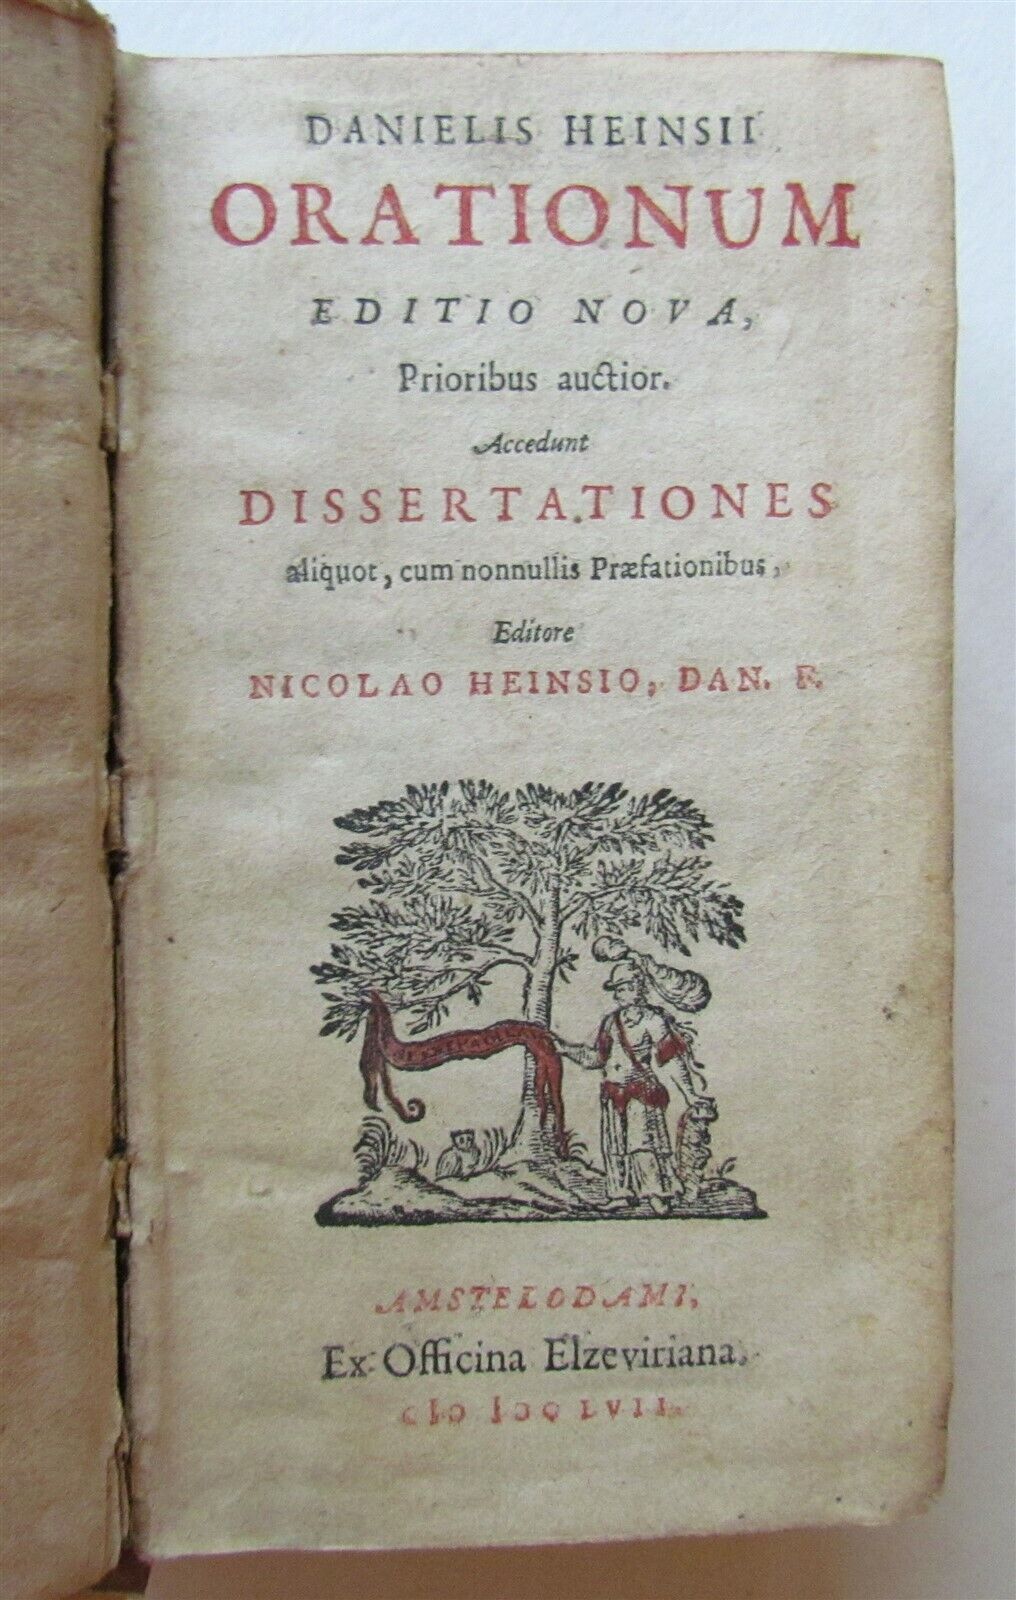 DANIELIS HEINSII
ORATIONUM
EDITIO NOVA,
Prioribus auctior.
Accedunt
DISSERTATIONES
aliquot, cum nonnullis Præfationibus,
Editore
NICOLAO HEINSIO, DAN. F.
AMSTELODAMI,
Ex Officina Elzeviriana.
CIↃ IↃC LVII.